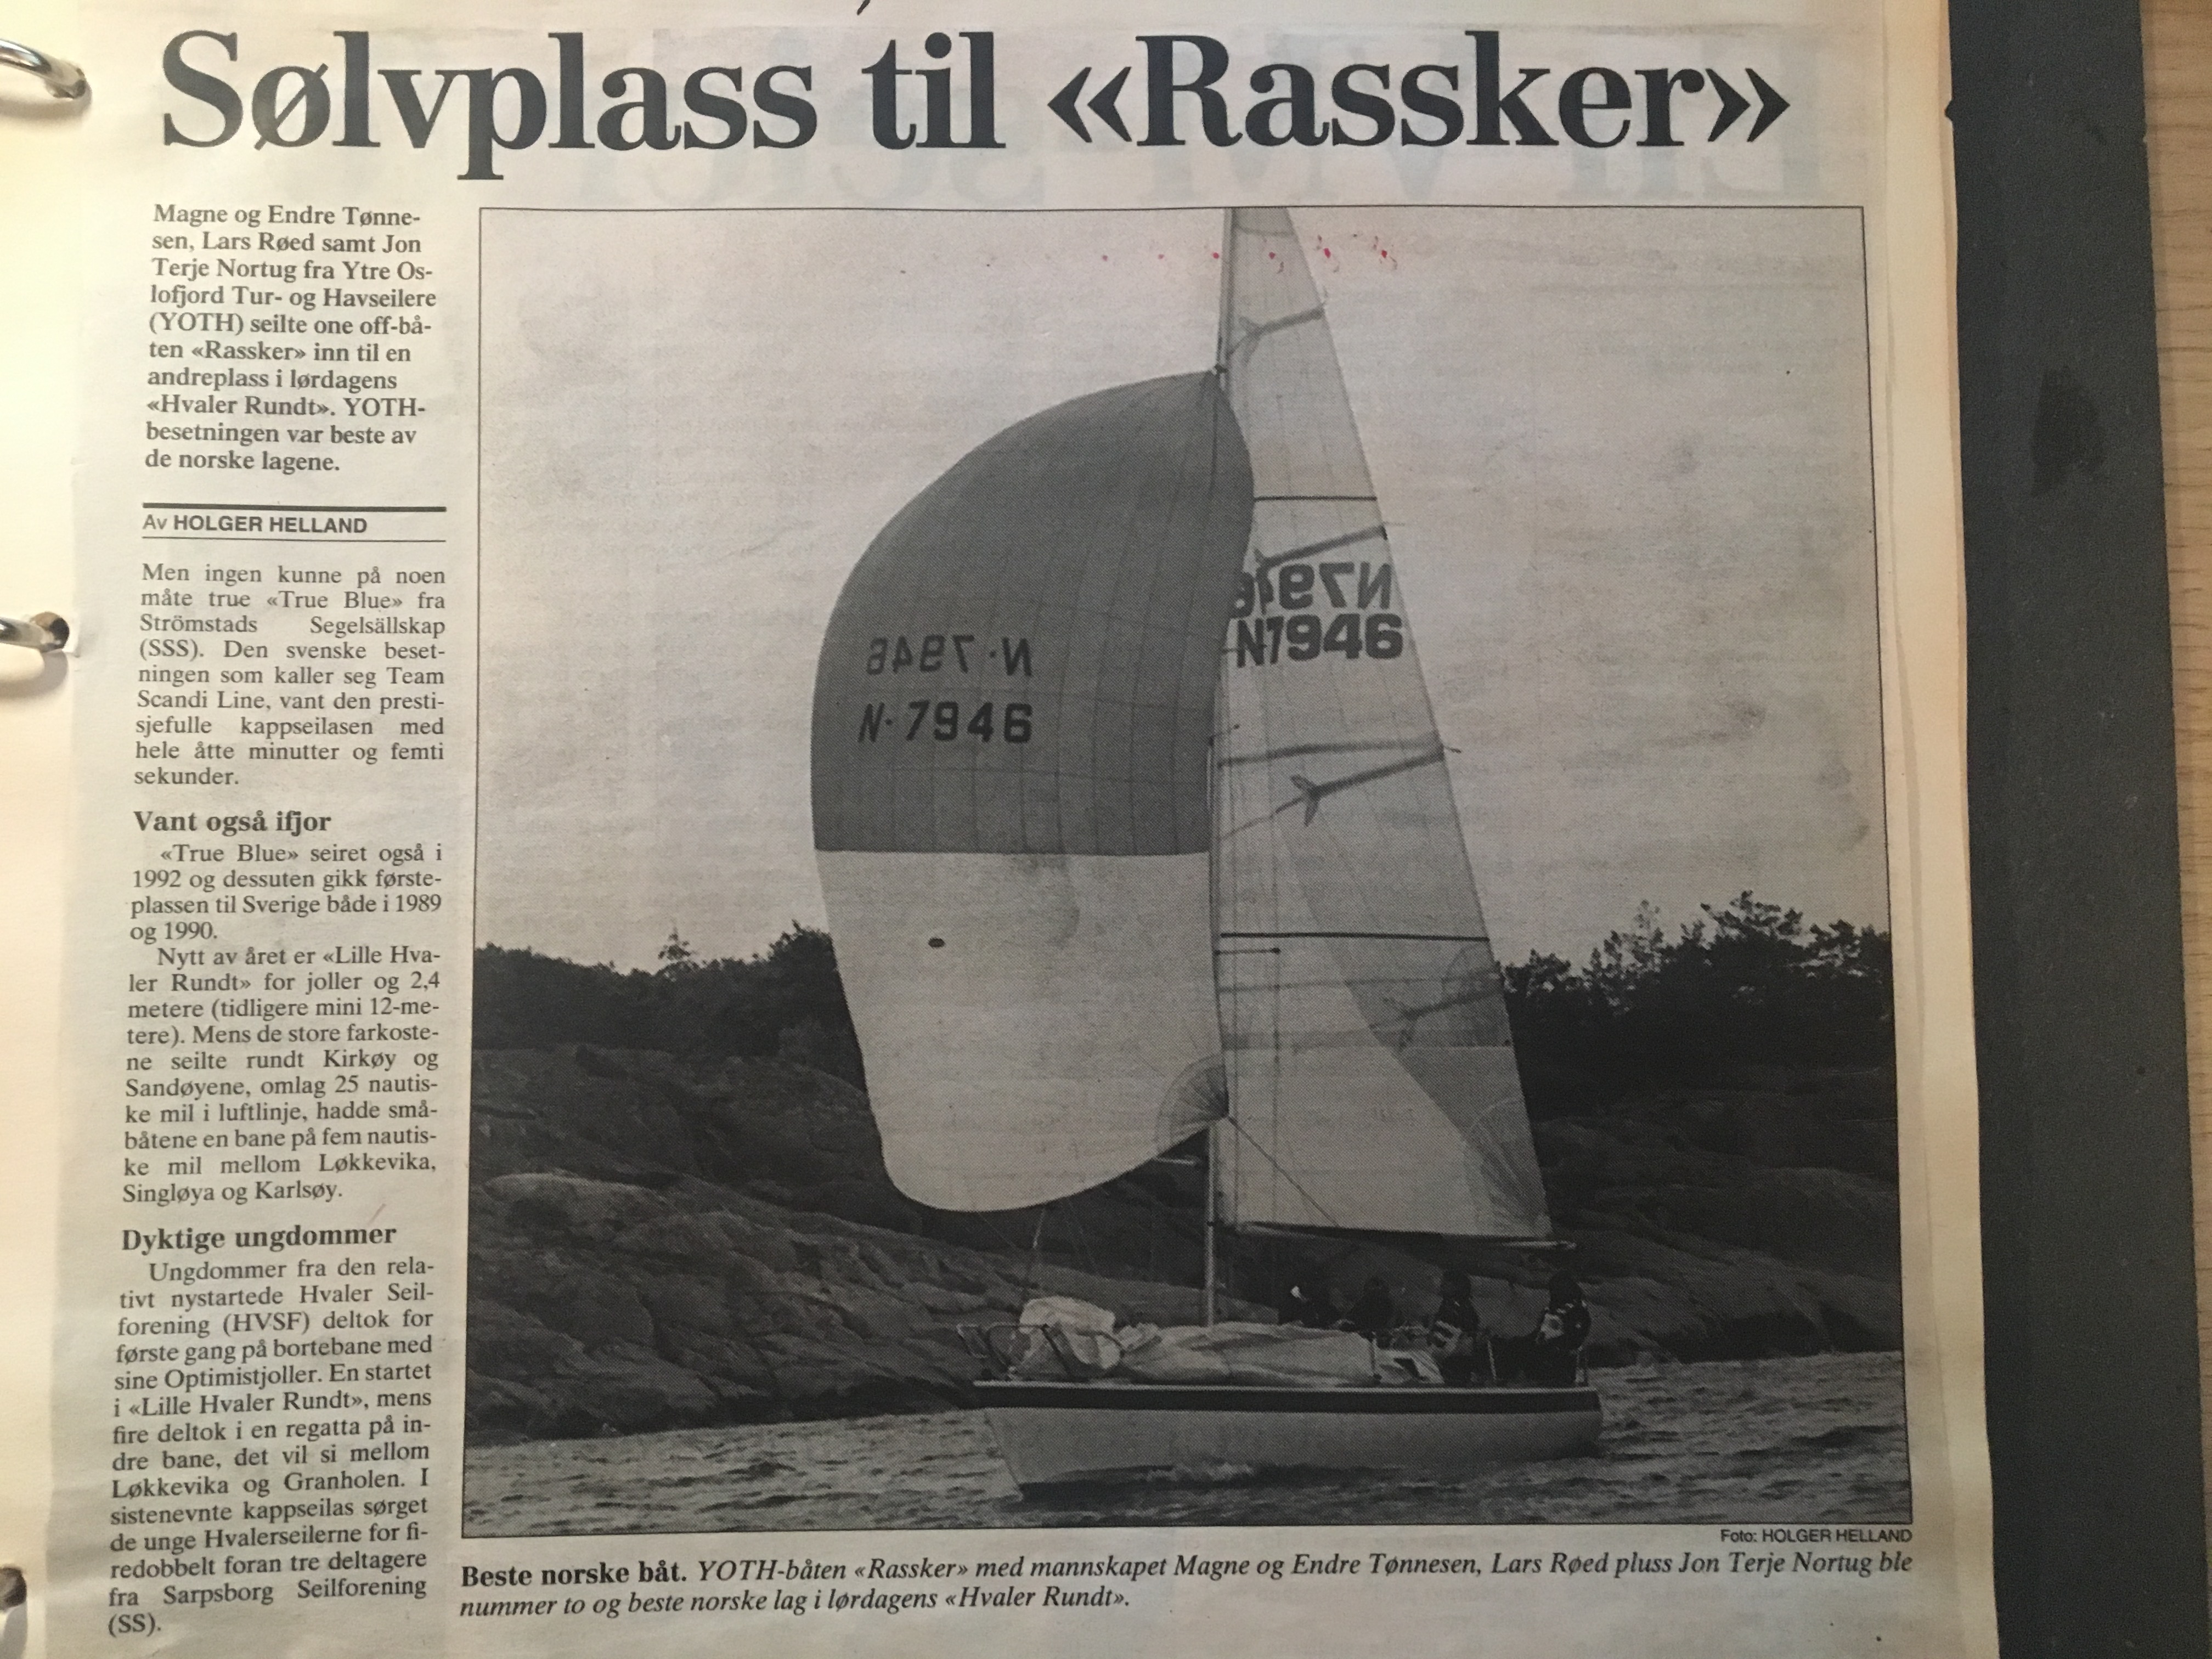 Sølvplass til «Rassker»
Magne og Endre Tønne-
sen, Lars Røed samt Jon
Terje Nortug fra Ytre Os-
lofjord Tur- og Havseilere
(YOTH) seilte one off-bå-
ten «Rassker» inn til en
andreplass i lørdagens
«Hvaler Rundt». YOTH-
besetningen var beste av
de norske lagene.
Av HOLGER HELLAND
Men ingen kunne på noen
måte true «True Blue» fra
Strömstads Segelsällskap
(SSS). Den svenske beset-
ningen som kaller seg Team
Scandi Line, vant den presti-
sjefulle kappseilasen med
hele åtte minutter og femti
sekunder.
Vant også ifjor
«True Blue» seiret også i
1992 og dessuten gikk første-
plassen til Sverige både i 1989
og 1990.
Nytt av året er «Lille Hva-
ler Rundt» for joller og 2,4
metere (tidligere mini 12-me-
tere). Mens de store farkoste-
ne seilte rundt Kirkøy og
Sandøyene, omlag 25 nautis-
ke mil i luftlinje, hadde små-
båtene en bane på fem nautis-
ke mil mellom Løkkevika,
Singløya og Karlsøy.
Dyktige ungdommer
Ungdommer fra den rela-
tivt nystartede Hvaler Seil-
forening (HVSF) deltok for
første gang på bortebane med
sine Optimistjoller. En startet
i «Lille Hvaler Rundt», mens
fire deltok i en regatta på in-
dre bane, det vil si mellom
Løkkevika og Granholen. I
sistenevnte kappseilas sørget
de unge Hvalerseilerne for fi-
redobbelt foran tre deltagere
fra Sarpsborg Seilforening
(SS).
N7946
N7946
N·7946
N·7946
Foto: HOLGER HELLAND
Beste norske båt. YOTH-båten «Rassker» med mannskapet Magne og Endre Tønnesen, Lars Røed pluss Jon Terje Nortug ble
nummer to og beste norske lag i lørdagens «Hvaler Rundt».